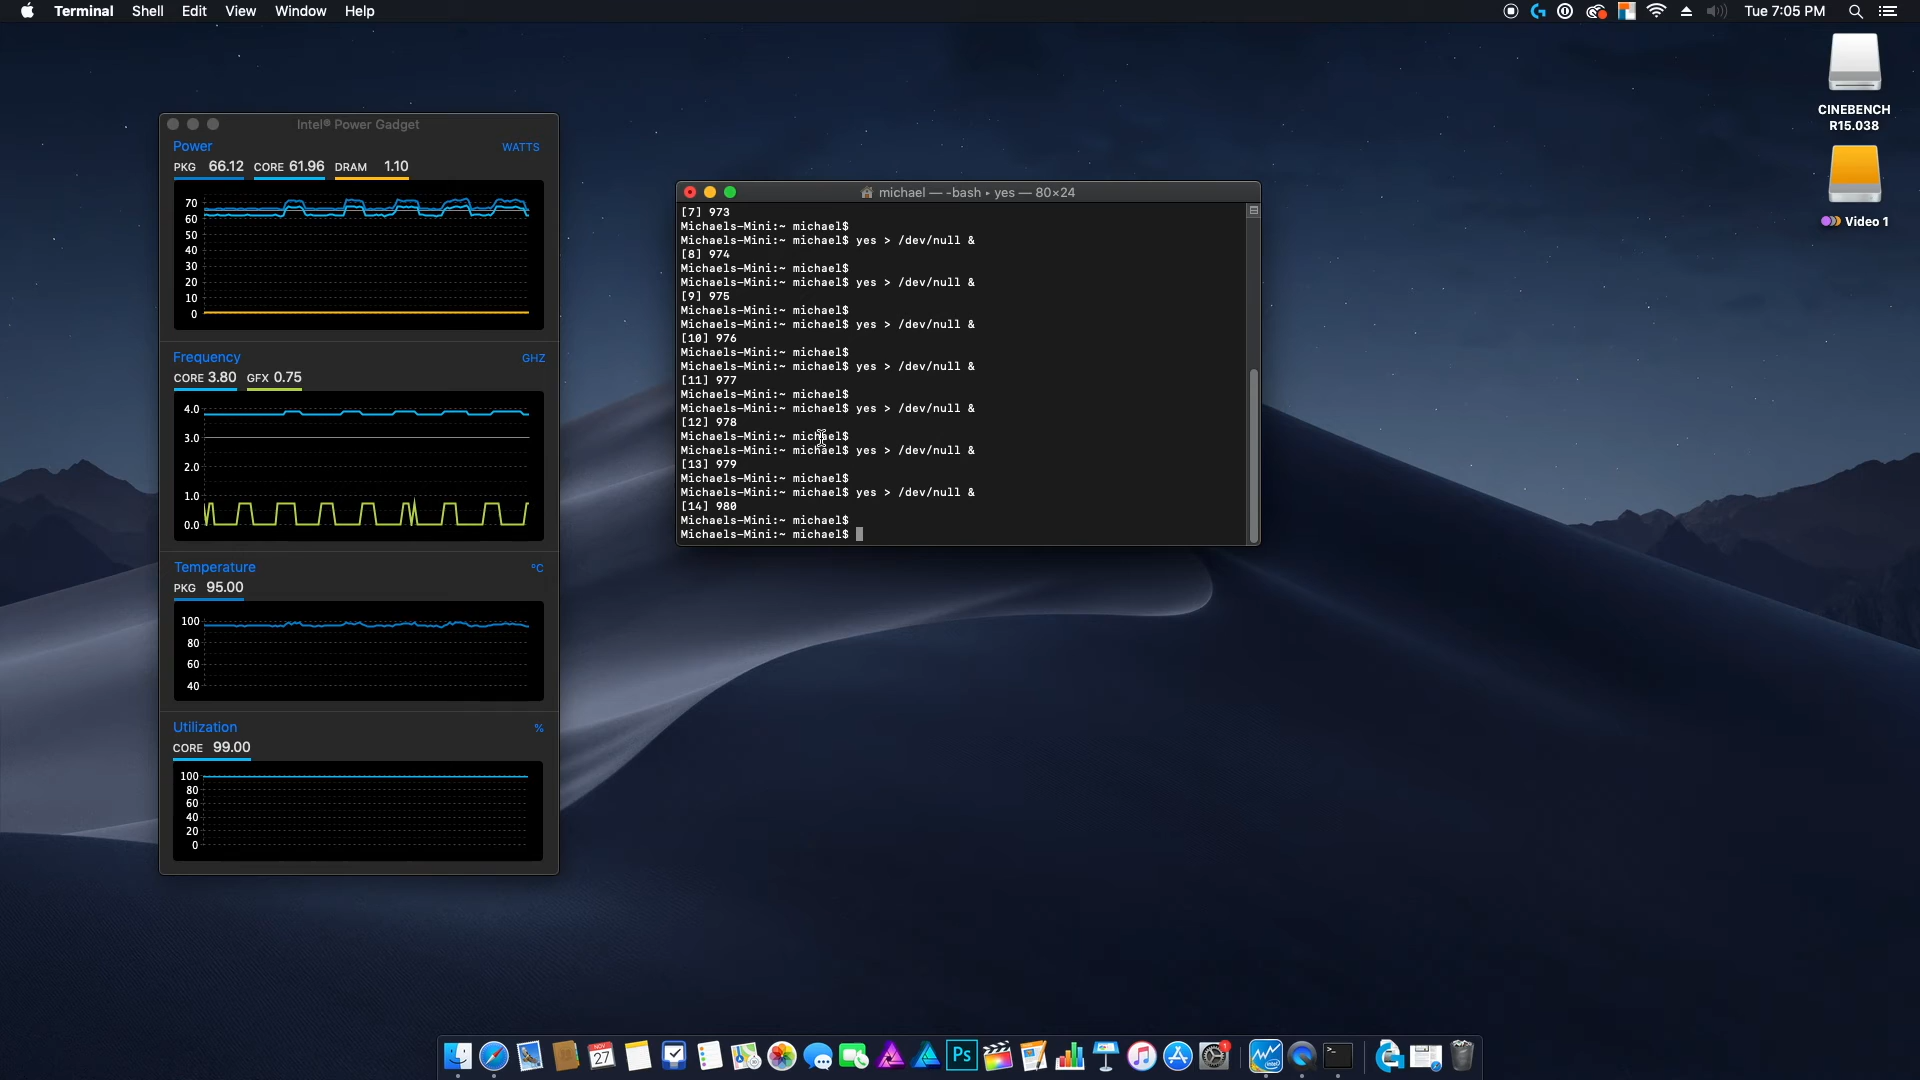 Terminal Shell Edit View Window Help
Tue 7:05 PM
CINEBENCH
R15.038
Video 1
Intel® Power Gadget
Power WATTS
PKG 66.12 CORE 61.96 DRAM 1.10
70
60
50
40
30
20
10
0
Frequency GHZ
CORE 3.80 GFX 0.75
4.0
3.0
2.0
1.0
0.0
Temperature °C
PKG 95.00
100
80
60
40
Utilization %
CORE 99.00
100
80
60
40
20
0
michael — -bash ▸ yes — 80×24
[7] 973
Michaels-Mini:~ michael$
Michaels-Mini:~ michael$ yes > /dev/null &
[8] 974
Michaels-Mini:~ michael$
Michaels-Mini:~ michael$ yes > /dev/null &
[9] 975
Michaels-Mini:~ michael$
Michaels-Mini:~ michael$ yes > /dev/null &
[10] 976
Michaels-Mini:~ michael$
Michaels-Mini:~ michael$ yes > /dev/null &
[11] 977
Michaels-Mini:~ michael$
Michaels-Mini:~ michael$ yes > /dev/null &
[12] 978
Michaels-Mini:~ michael$
Michaels-Mini:~ michael$ yes > /dev/null &
[13] 979
Michaels-Mini:~ michael$
Michaels-Mini:~ michael$ yes > /dev/null &
[14] 980
Michaels-Mini:~ michael$
Michaels-Mini:~ michael$
NOV
27
Ps
1